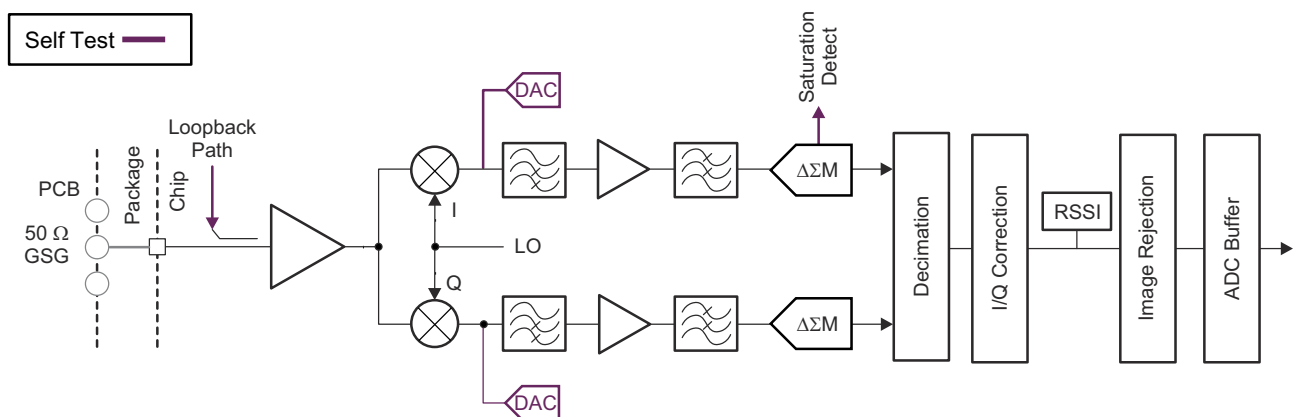 Self Test
Saturation
Detect
DAC
Loopback
Path
PCB
Package
Chip
50 Ω
GSG
I
LO
Q
ΔΣM
Decimation
I/Q Correction
RSSI
Image Rejection
ADC Buffer
ΔΣM
DAC